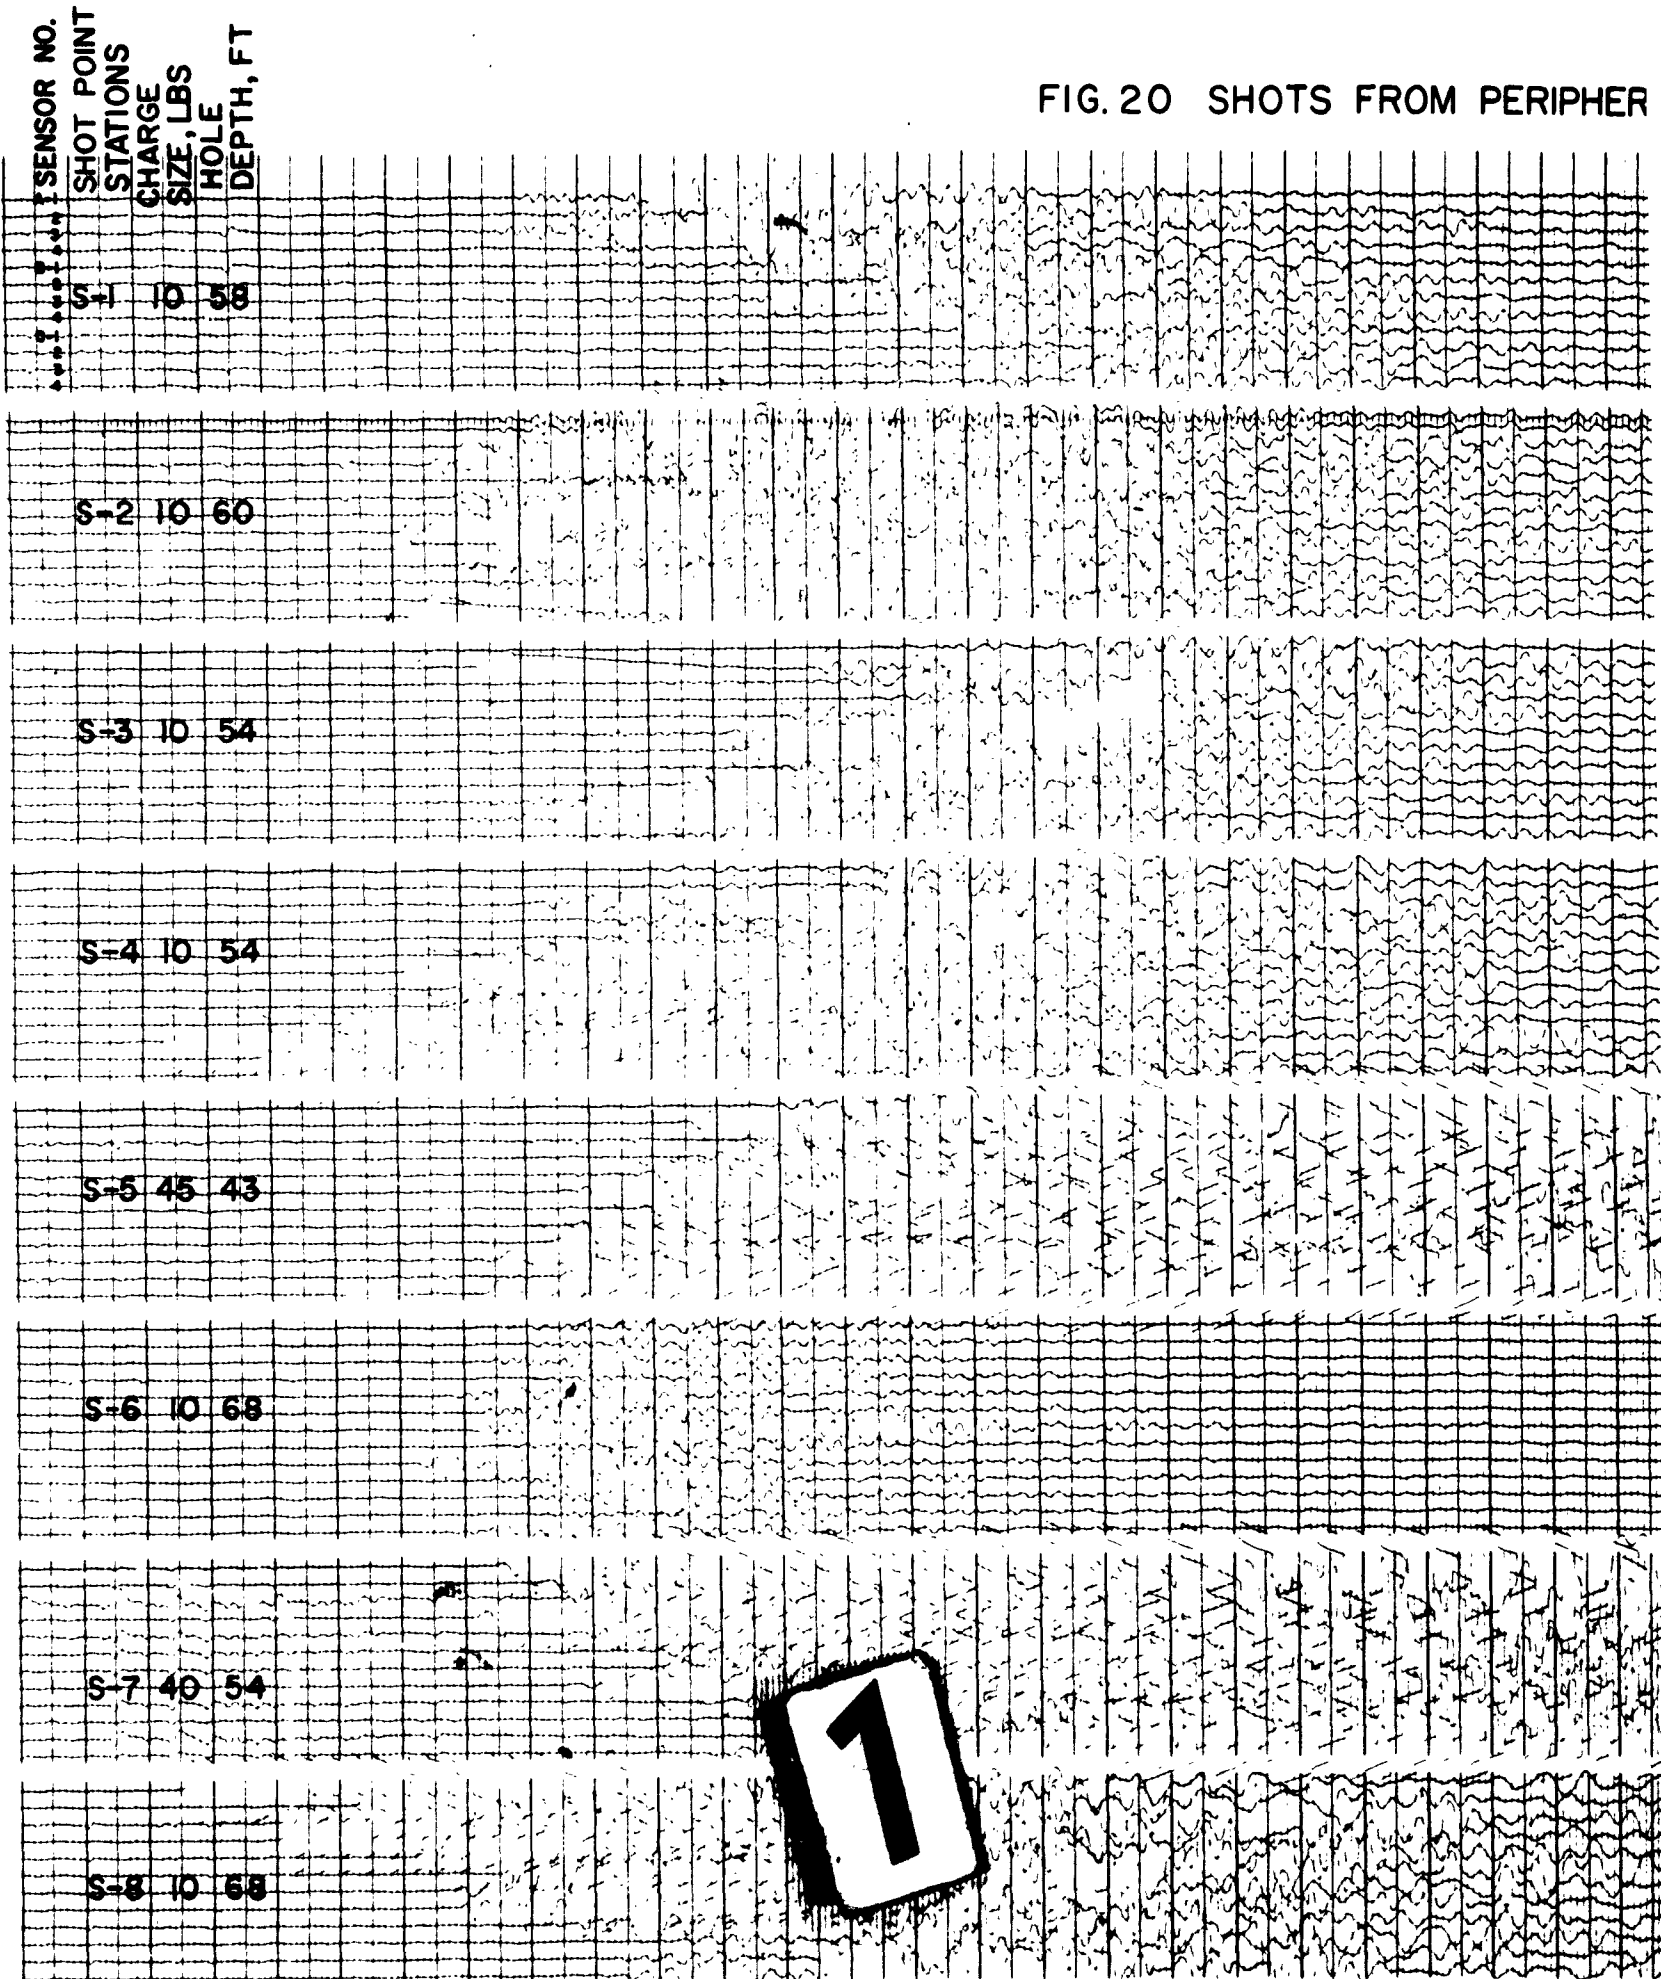 SENSOR NO.
SHOT POINT
STATIONS
CHARGE
SIZE, LBS
HOLE
DEPTH, FT
FIG. 20 SHOTS FROM PERIPHER
S-1 10 58
S-2 10 60
S-3 10 54
S-4 10 54
S-5 45 43
S-6 10 68
S-7 40 54
S-8 10 68
1